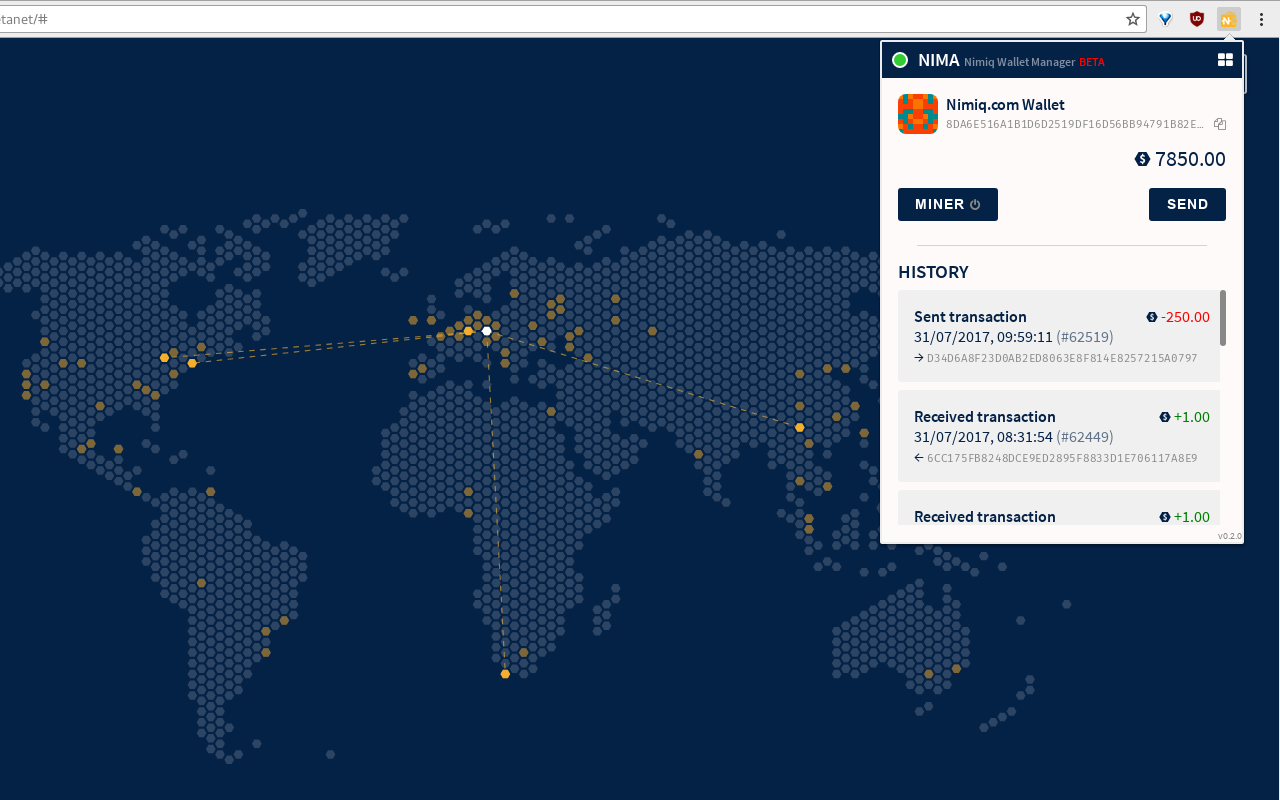 etanet/#
NIMA Nimiq Wallet Manager BETA
Nimiq.com Wallet
8DA6E516A1B1D6D2519DF16D56BB94791B82E…
7850.00
MINER
SEND
HISTORY
Sent transaction -250.00
31/07/2017, 09:59:11 (#62519)
→ D34D6A8F23D0AB2ED8063E8F814E8257215A0797
Received transaction +1.00
31/07/2017, 08:31:54 (#62449)
← 6CC175FB8248DCE9ED2895F8833D1E706117A8E9
Received transaction +1.00
v0.2.0